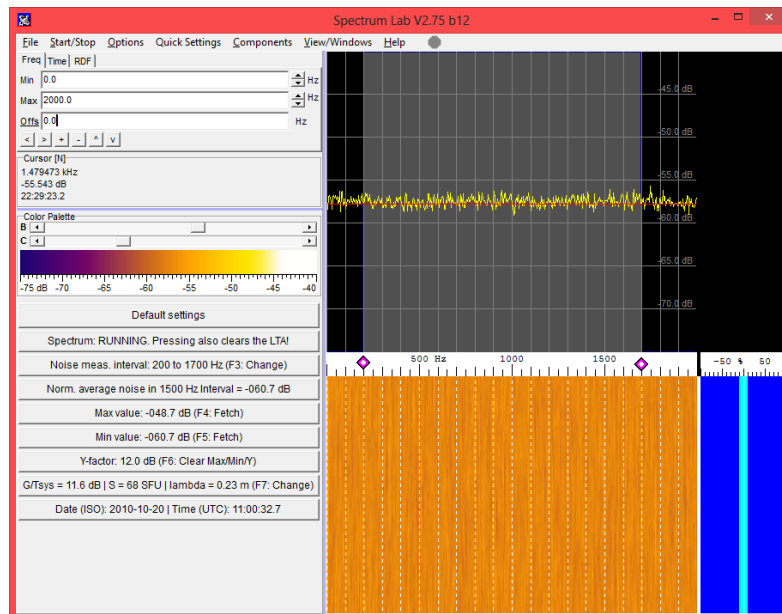 Spectrum Lab V2.75 b12
File Start/Stop Options Quick Settings Components View/Windows Help
Freq Time RDF
Min 0.0 Hz
Max 2000.0 Hz
Offs 0.0 Hz
< > + - ^ v
Cursor [N]
1.479473 kHz
-55.543 dB
22:29:23.2
Color Palette
B
C
-75 dB -70 -65 -60 -55 -50 -45 -40
Default settings
Spectrum: RUNNING. Pressing also clears the LTA!
Noise meas. interval: 200 to 1700 Hz (F3: Change)
Norm. average noise in 1500 Hz Interval = -60.7 dB
Max value: -048.7 dB (F4: Fetch)
Min value: -060.7 dB (F5: Fetch)
Y-factor: 12.0 dB (F6: Clear Max/Min/Y)
G/Tsys = 11.6 dB | S = 68 SFU | lambda = 0.23 m (F7: Change)
Date (ISO): 2010-10-20 | Time (UTC): 11:00:32.7
-45.0 dB
-50.0 dB
-55.0 dB
-60.0 dB
-65.0 dB
-70.0 dB
500 Hz 1000 1500
-50 % 50